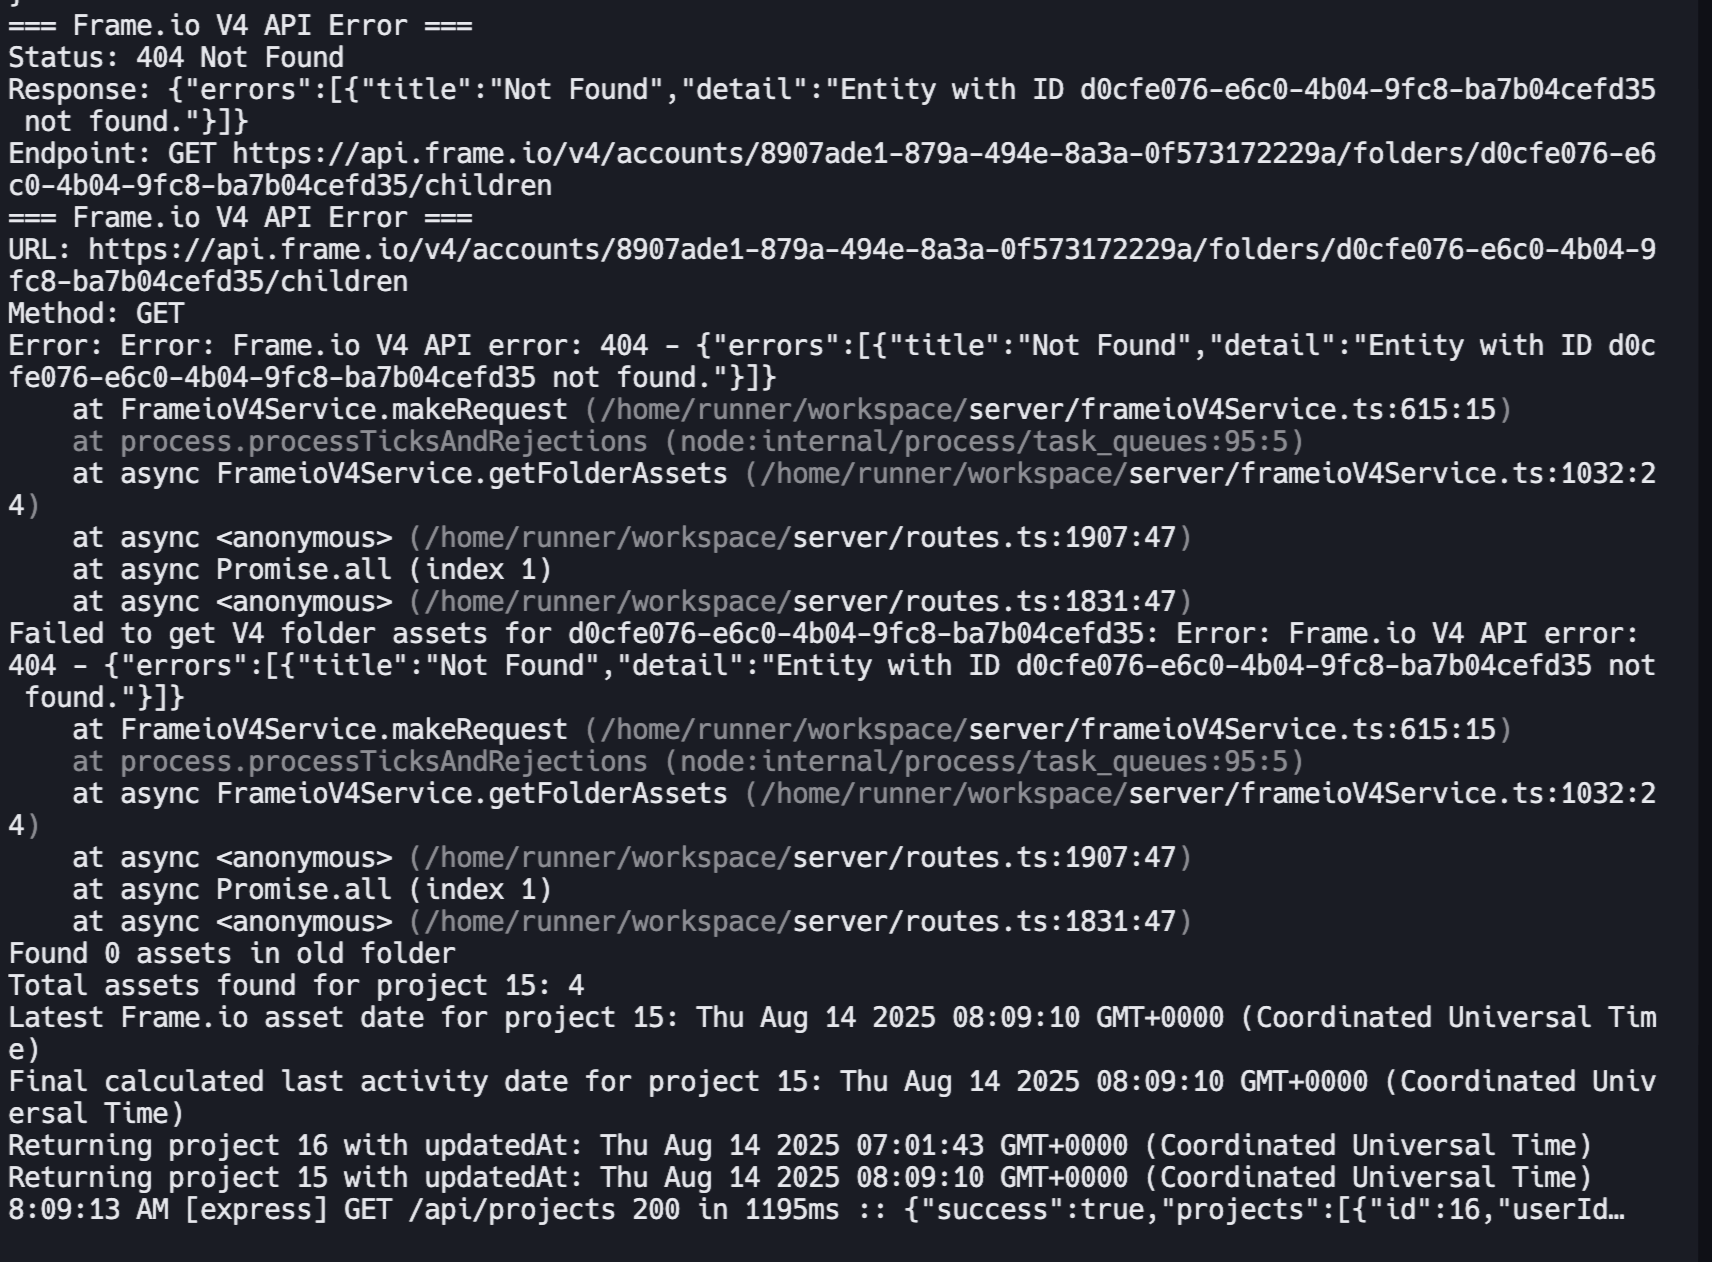 }
=== Frame.io V4 API Error ===
Status: 404 Not Found
Response: {"errors":[{"title":"Not Found","detail":"Entity with ID d0cfe076-e6c0-4b04-9fc8-ba7b04cefd35
 not found."}]}
Endpoint: GET https://api.frame.io/v4/accounts/8907ade1-879a-494e-8a3a-0f573172229a/folders/d0cfe076-e6
c0-4b04-9fc8-ba7b04cefd35/children
=== Frame.io V4 API Error ===
URL: https://api.frame.io/v4/accounts/8907ade1-879a-494e-8a3a-0f573172229a/folders/d0cfe076-e6c0-4b04-9
fc8-ba7b04cefd35/children
Method: GET
Error: Error: Frame.io V4 API error: 404 - {"errors":[{"title":"Not Found","detail":"Entity with ID d0c
fe076-e6c0-4b04-9fc8-ba7b04cefd35 not found."}]}
    at FrameioV4Service.makeRequest (/home/runner/workspace/server/frameioV4Service.ts:615:15)
    at process.processTicksAndRejections (node:internal/process/task_queues:95:5)
    at async FrameioV4Service.getFolderAssets (/home/runner/workspace/server/frameioV4Service.ts:1032:2
4)
    at async <anonymous> (/home/runner/workspace/server/routes.ts:1907:47)
    at async Promise.all (index 1)
    at async <anonymous> (/home/runner/workspace/server/routes.ts:1831:47)
Failed to get V4 folder assets for d0cfe076-e6c0-4b04-9fc8-ba7b04cefd35: Error: Frame.io V4 API error:
404 - {"errors":[{"title":"Not Found","detail":"Entity with ID d0cfe076-e6c0-4b04-9fc8-ba7b04cefd35 not
 found."}]}
    at FrameioV4Service.makeRequest (/home/runner/workspace/server/frameioV4Service.ts:615:15)
    at process.processTicksAndRejections (node:internal/process/task_queues:95:5)
    at async FrameioV4Service.getFolderAssets (/home/runner/workspace/server/frameioV4Service.ts:1032:2
4)
    at async <anonymous> (/home/runner/workspace/server/routes.ts:1907:47)
    at async Promise.all (index 1)
    at async <anonymous> (/home/runner/workspace/server/routes.ts:1831:47)
Found 0 assets in old folder
Total assets found for project 15: 4
Latest Frame.io asset date for project 15: Thu Aug 14 2025 08:09:10 GMT+0000 (Coordinated Universal Tim
e)
Final calculated last activity date for project 15: Thu Aug 14 2025 08:09:10 GMT+0000 (Coordinated Univ
ersal Time)
Returning project 16 with updatedAt: Thu Aug 14 2025 07:01:43 GMT+0000 (Coordinated Universal Time)
Returning project 15 with updatedAt: Thu Aug 14 2025 08:09:10 GMT+0000 (Coordinated Universal Time)
8:09:13 AM [express] GET /api/projects 200 in 1195ms :: {"success":true,"projects":[{"id":16,"userId…